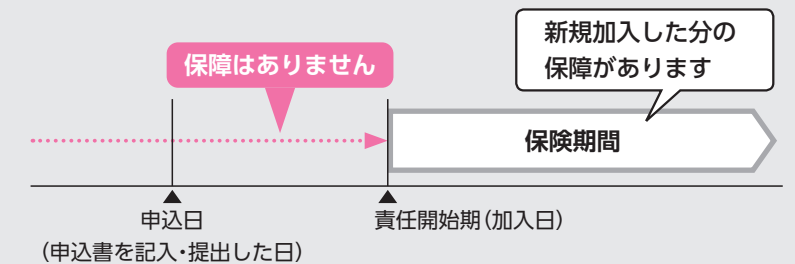 新規加入した分の
保障があります
保障はありません
保険期間
申込日
(申込書を記入・提出した日)
責任開始期(加入日)